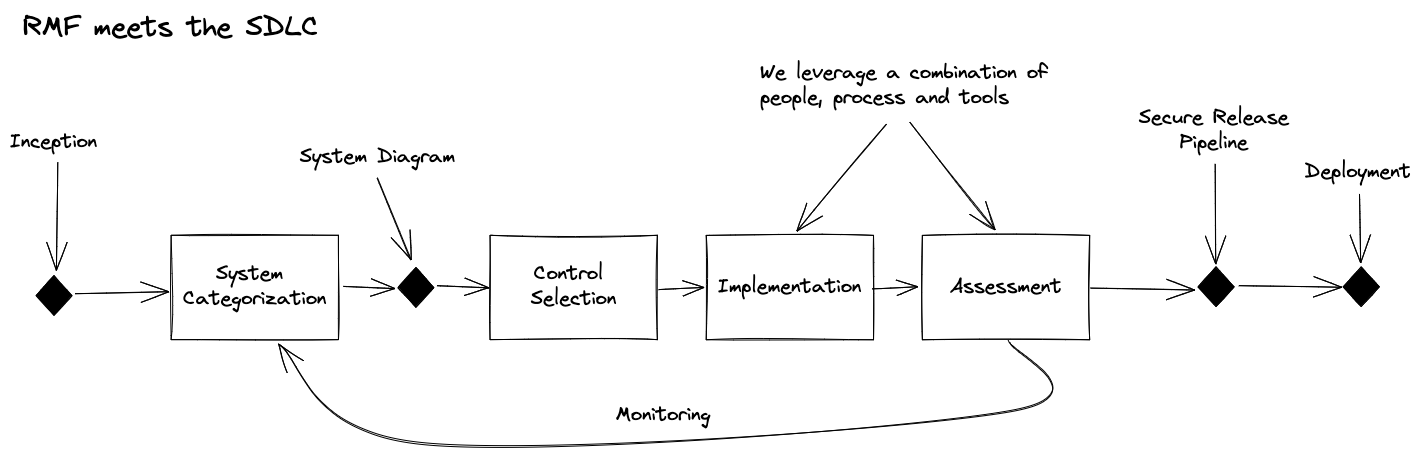 RMF meets the SDLC
We leverage a combination of
people, process and tools
Secure Release
Pipeline
Inception
System Diagram
Deployment
System
Categorization
Control
Selection
Implementation
Assessment
Monitoring